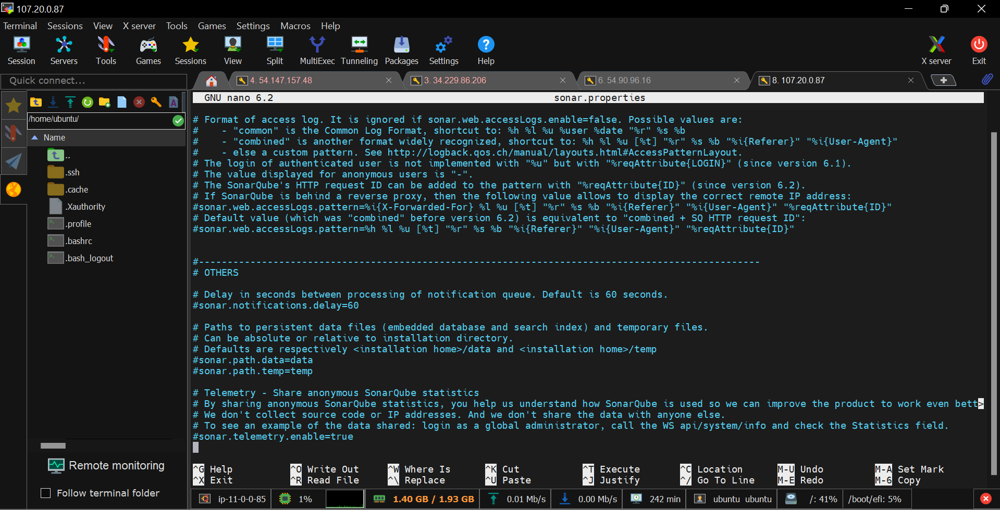 107.20.0.87
Terminal Sessions View X server Tools Games Settings Macros Help
Session Servers Tools Games Sessions View Split MultiExec Tunneling Packages Settings Help X server Exit
Quick connect...
4. 54.147.157.48
3. 34.229.86.206
6. 54.90.96.16
8. 107.20.0.87
/home/ubuntu/
Name
..
.ssh
.cache
.Xauthority
.profile
.bashrc
.bash_logout
Remote monitoring
Follow terminal folder
GNU nano 6.2 sonar.properties
# Format of access log. It is ignored if sonar.web.accessLogs.enable=false. Possible values are:
#    - "common" is the Common Log Format, shortcut to: %h %l %u %user %date "%r" %s %b
#    - "combined" is another format widely recognized, shortcut to: %h %l %u [%t] "%r" %s %b "%i{Referer}" "%i{User-Agent}"
#    - else a custom pattern. See http://logback.qos.ch/manual/layouts.html#AccessPatternLayout.
# The login of authenticated user is not implemented with "%u" but with "%reqAttribute{LOGIN}" (since version 6.1).
# The value displayed for anonymous users is "-".
# The SonarQube's HTTP request ID can be added to the pattern with "%reqAttribute{ID}" (since version 6.2).
# If SonarQube is behind a reverse proxy, then the following value allows to display the correct remote IP address:
#sonar.web.accessLogs.pattern=%i{X-Forwarded-For} %l %u [%t] "%r" %s %b "%i{Referer}" "%i{User-Agent}" "%reqAttribute{ID}"
# Default value (which was "combined" before version 6.2) is equivalent to "combined + SQ HTTP request ID":
#sonar.web.accessLogs.pattern=%h %l %u [%t] "%r" %s %b "%i{Referer}" "%i{User-Agent}" "%reqAttribute{ID}"
#--------------------------------------------------------------------------------------------------
# OTHERS
# Delay in seconds between processing of notification queue. Default is 60 seconds.
#sonar.notifications.delay=60
# Paths to persistent data files (embedded database and search index) and temporary files.
# Can be absolute or relative to installation directory.
# Defaults are respectively <installation home>/data and <installation home>/temp
#sonar.path.data=data
#sonar.path.temp=temp
# Telemetry - Share anonymous SonarQube statistics
# By sharing anonymous SonarQube statistics, you help us understand how SonarQube is used so we can improve the product to work even bett>
# We don't collect source code or IP addresses. And we don't share the data with anyone else.
# To see an example of the data shared: login as a global administrator, call the WS api/system/info and check the Statistics field.
#sonar.telemetry.enable=true
^G Help ^O Write Out ^W Where Is ^K Cut ^T Execute ^C Location M-U Undo M-A Set Mark
^X Exit ^R Read File ^\ Replace ^U Paste ^J Justify ^/ Go To Line M-E Redo M-6 Copy
ip-11-0-0-85 1% 1.40 GB / 1.93 GB 0.01 Mb/s 0.00 Mb/s 242 min ubuntu ubuntu /: 41% /boot/efi: 5%